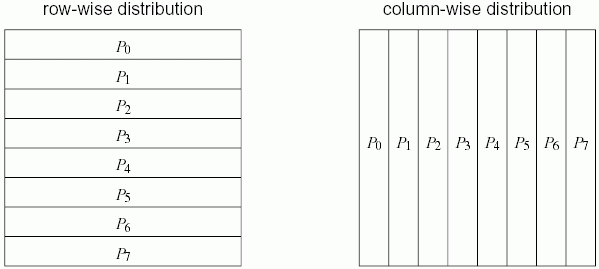 row-wise distribution
P0
P1
P2
P3
P4
P5
P6
P7
column-wise distribution
P0 P1 P2 P3 P4 P5 P6 P7